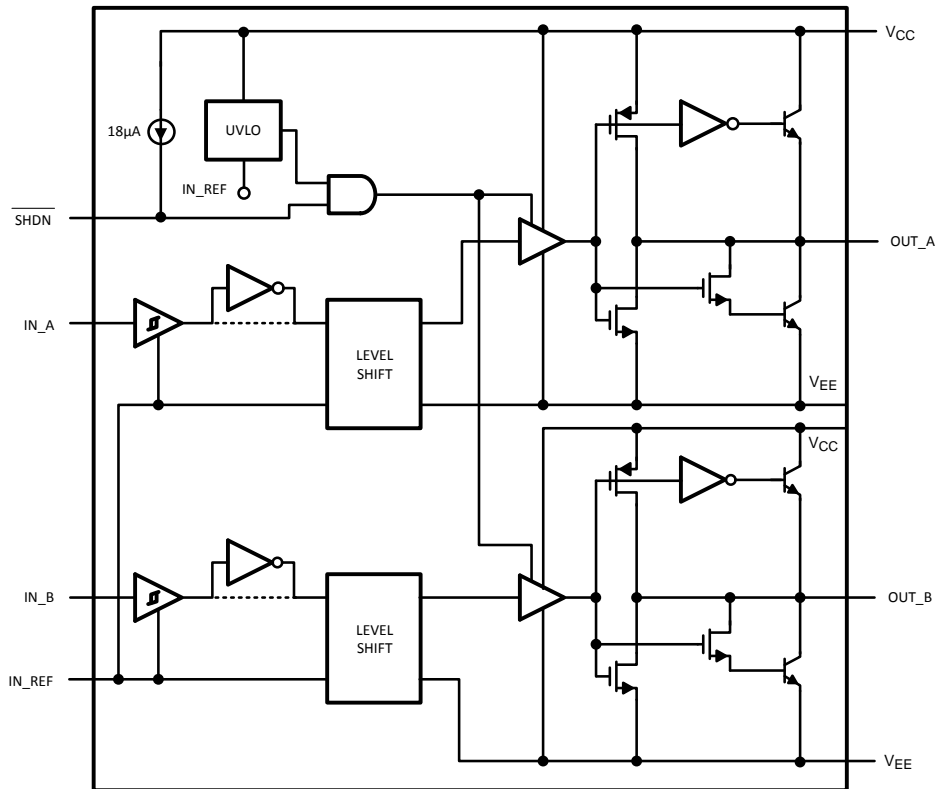 V_CC
18µA
UVLO
IN_REF
SHDN
OUT_A
IN_A
LEVEL
SHIFT
V_EE
V_CC
IN_B
LEVEL
SHIFT
OUT_B
IN_REF
V_EE